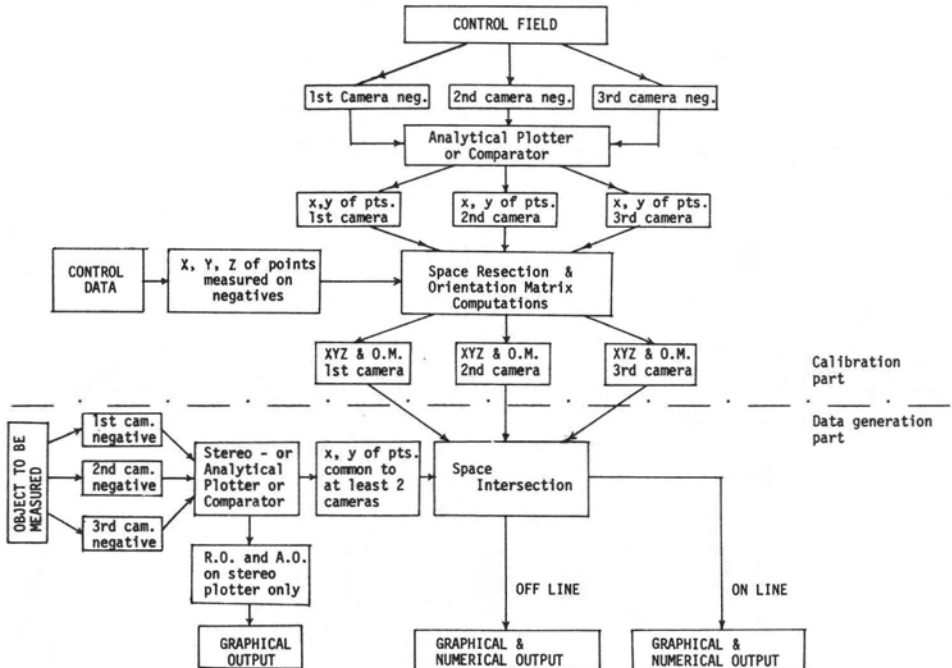 CONTROL FIELD
1st Camera neg.
2nd camera neg.
3rd camera neg.
Analytical Plotter
or Comparator
x,y of pts.
1st camera
x, y of pts.
2nd camera
x, y of pts.
3rd camera
CONTROL
DATA
X, Y, Z of points
measured on
negatives
Space Resection &
Orientation Matrix
Computations
XYZ & O.M.
1st camera
XYZ & O.M.
2nd camera
XYZ & O.M.
3rd camera
Calibration
part
Data generation
part
OBJECT TO BE
MEASURED
1st cam.
negative
2nd cam.
negative
3rd cam.
negative
Stereo - or
Analytical
Plotter or
Comparator
x, y of pts.
common to
at least 2
cameras
Space
Intersection
R.O. and A.O.
on stereo
plotter only
OFF LINE
ON LINE
GRAPHICAL
OUTPUT
GRAPHICAL &
NUMERICAL OUTPUT
GRAPHICAL &
NUMERICAL OUTPUT